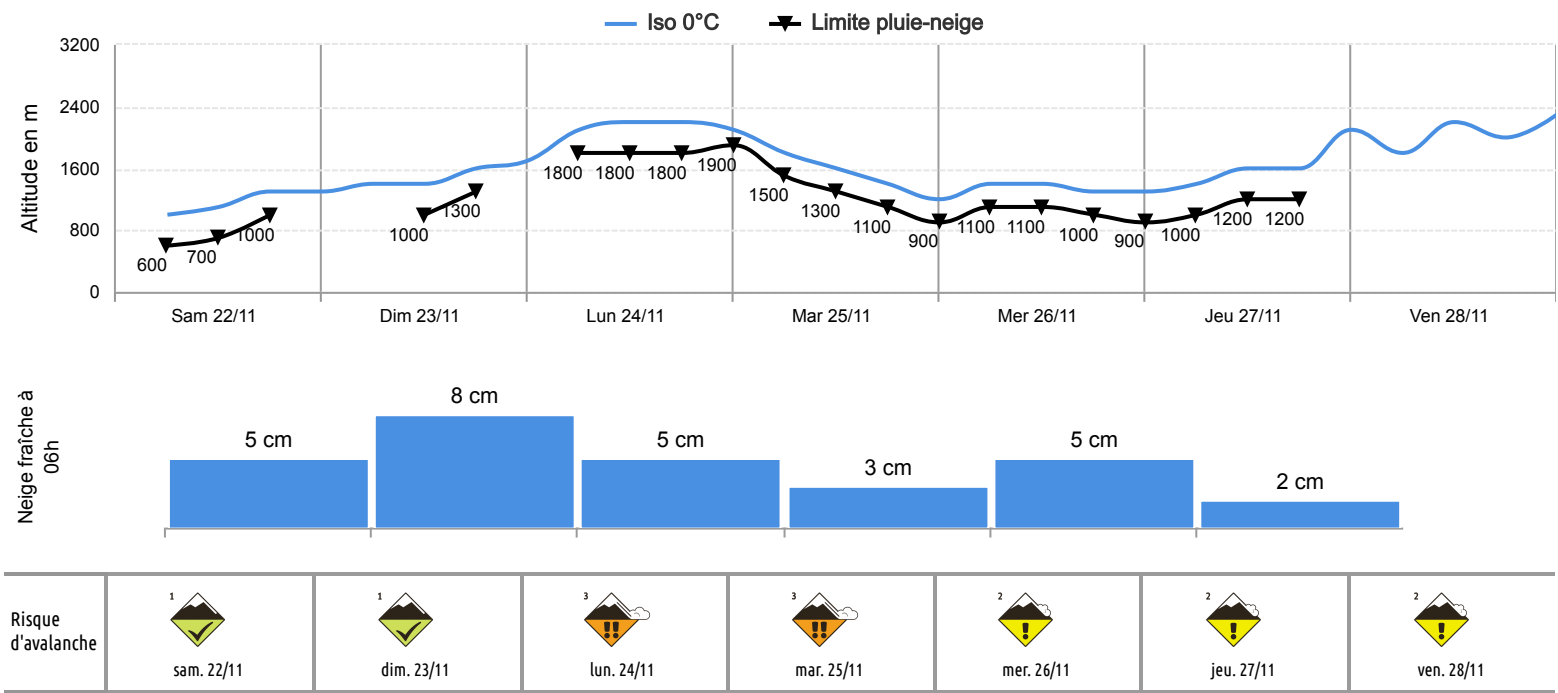 Iso 0°C Limite pluie-neige
Altitude en m
3200
2400
1600
800
0
600 700 1000 1000 1300 1800 1800 1800 1900 1500 1300 1100 900 1100 1100 1000 900 1000 1200 1200
Sam 22/11 Dim 23/11 Lun 24/11 Mar 25/11 Mer 26/11 Jeu 27/11 Ven 28/11
Neige fraîche à
06h
5 cm 8 cm 5 cm 3 cm 5 cm 2 cm
Risque
d'avalanche
1 1 3 3 2 2 2
✓ ✓ !! !! ! ! !
sam. 22/11 dim. 23/11 lun. 24/11 mar. 25/11 mer. 26/11 jeu. 27/11 ven. 28/11